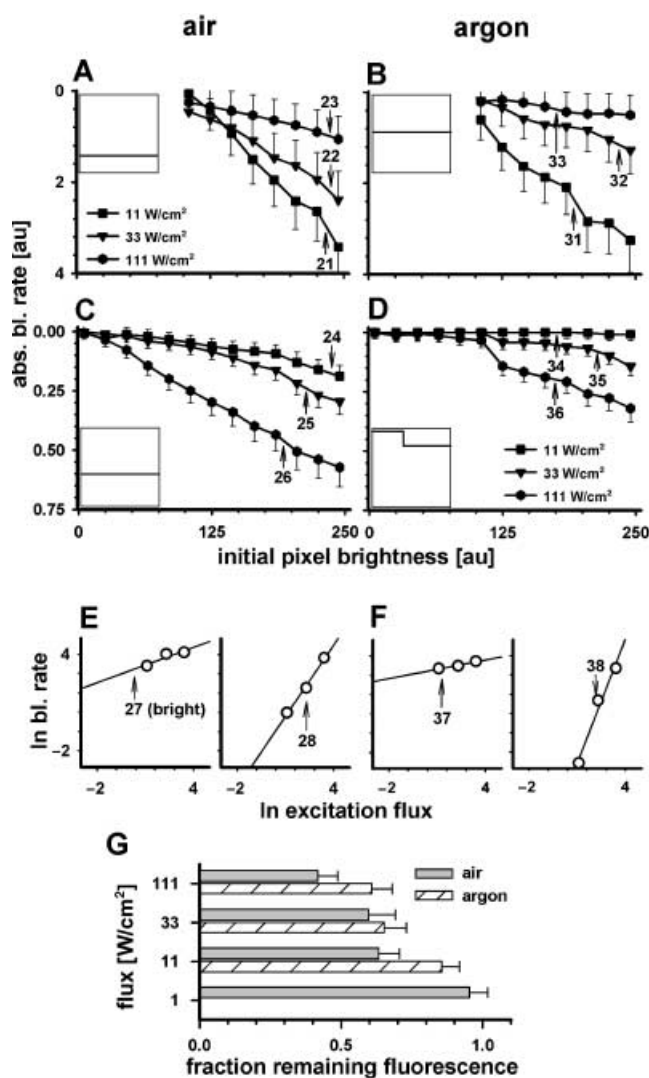 air argon
A B
0
2
4
23
22
21
33
32
31
11 W/cm²
33 W/cm²
111 W/cm²
abs. bl. rate [au]
C D
0.00
0.25
0.50
0.75
24
25
26
34
35
36
11 W/cm²
33 W/cm²
111 W/cm²
0 125 250 0 125 250
initial pixel brightness [au]
E F
ln bl. rate
4
−2
27 (bright)
28
37
38
−2 4 −2 4 −2 4 −2 4
ln excitation flux
G
air
argon
flux [W/cm²]
111
33
11
1
0.0 0.5 1.0
fraction remaining fluorescence